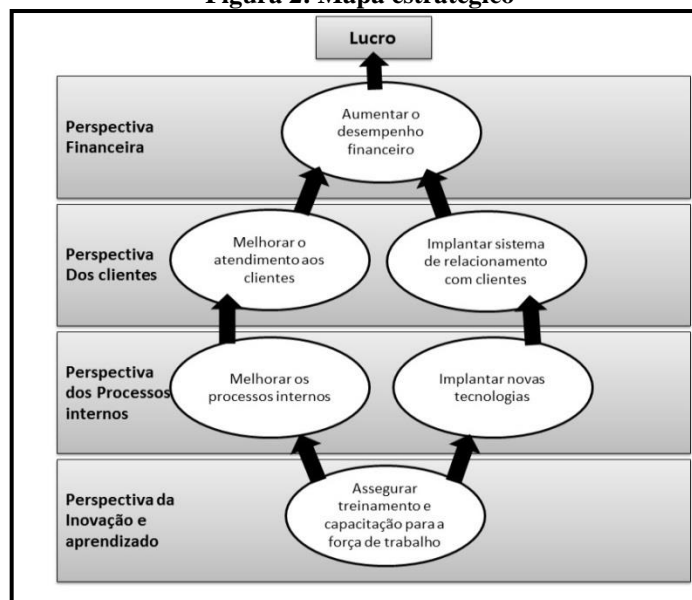 Figura 2: Mapa estratégico
Lucro
Perspectiva
Financeira
Aumentar o
desempenho
financeiro
Perspectiva
Dos clientes
Melhorar o
atendimento aos
clientes
Implantar sistema
de relacionamento
com clientes
Perspectiva
dos Processos
internos
Melhorar os
processos internos
Implantar novas
tecnologias
Perspectiva da
Inovação e
aprendizado
Assegurar
treinamento e
capacitação para a
força de trabalho